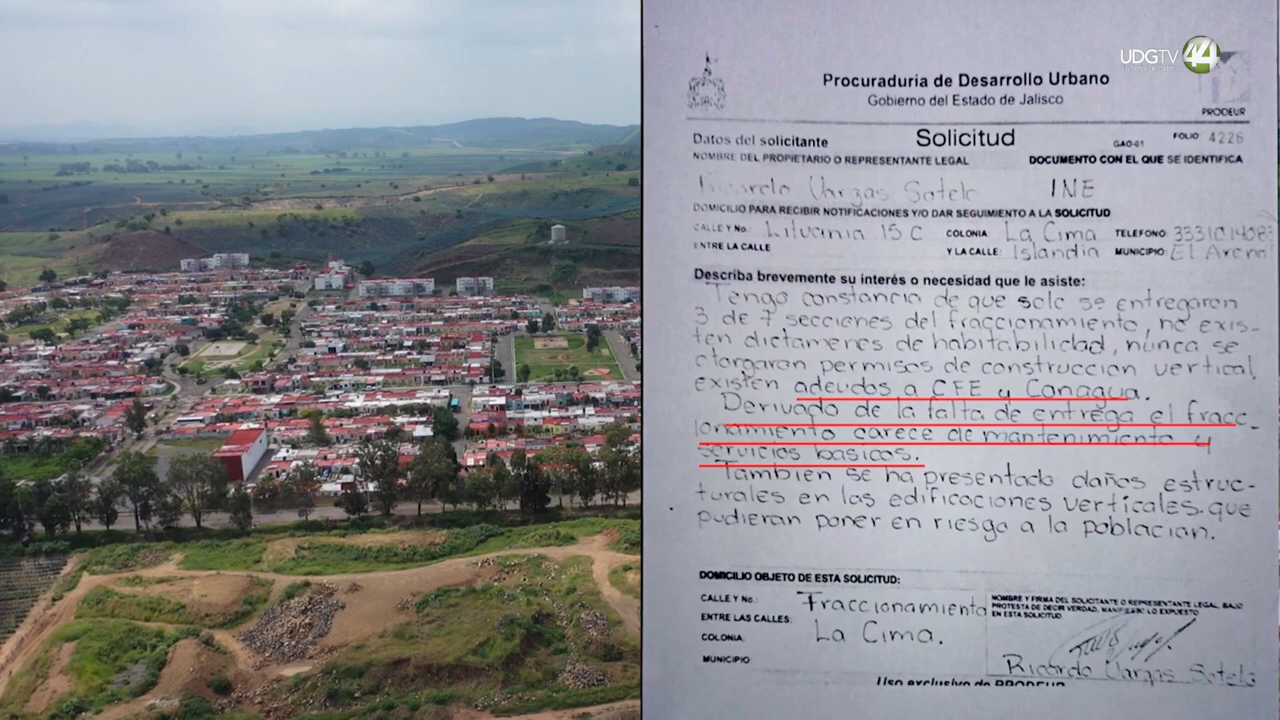 UDGTV 44
Procuraduría de Desarrollo Urbano
Gobierno del Estado de Jalisco
PRODEUR
Datos del solicitante
Solicitud
GAO-01
FOLIO 4226
NOMBRE DEL PROPIETARIO O REPRESENTANTE LEGAL DOCUMENTO CON EL QUE SE IDENTIFICA
Ricardo Vargas Sotelo INE
DOMICILIO PARA RECIBIR NOTIFICACIONES Y/O DAR SEGUIMIENTO A LA SOLICITUD
CALLE Y No.: Lituania 15 C COLONIA: La Cima TELEFONO
ENTRE LA CALLE Y LA CALLE: Islandia MUNICIPIO: El Arenal
Describa brevemente su interés o necesidad que le asiste:
Tengo constancia de que solo se entregaron
3 de 7 secciones del fraccionamiento, no exis-
ten dictamenes de habitabilidad, nunca se
otorgaron permisos de construccion vertical,
existen adeudos a CFE y Conagua.
Derivado de la falta de entrega el fracc-
ionamiento carece de mantenimiento y
servicios basicos.
Tambien se ha presentado daños estruc-
turales en las edificaciones verticales que
pudieran poner en riesgo a la poblacian.
DOMICILIO OBJETO DE ESTA SOLICITUD:
CALLE Y No.: Fraccionamiento
ENTRE LAS CALLES:
COLONIA: La Cima.
MUNICIPIO
NOMBRE Y FIRMA DEL SOLICITANTE O REPRESENTANTE LEGAL, BAJO
PROTESTA DE DECIR VERDAD, MANIFIESTO LO EXPUESTO
EN ESTA SOLICITUD
Ricardo Vargas Sotelo
Uso exclusivo de PRODEUR